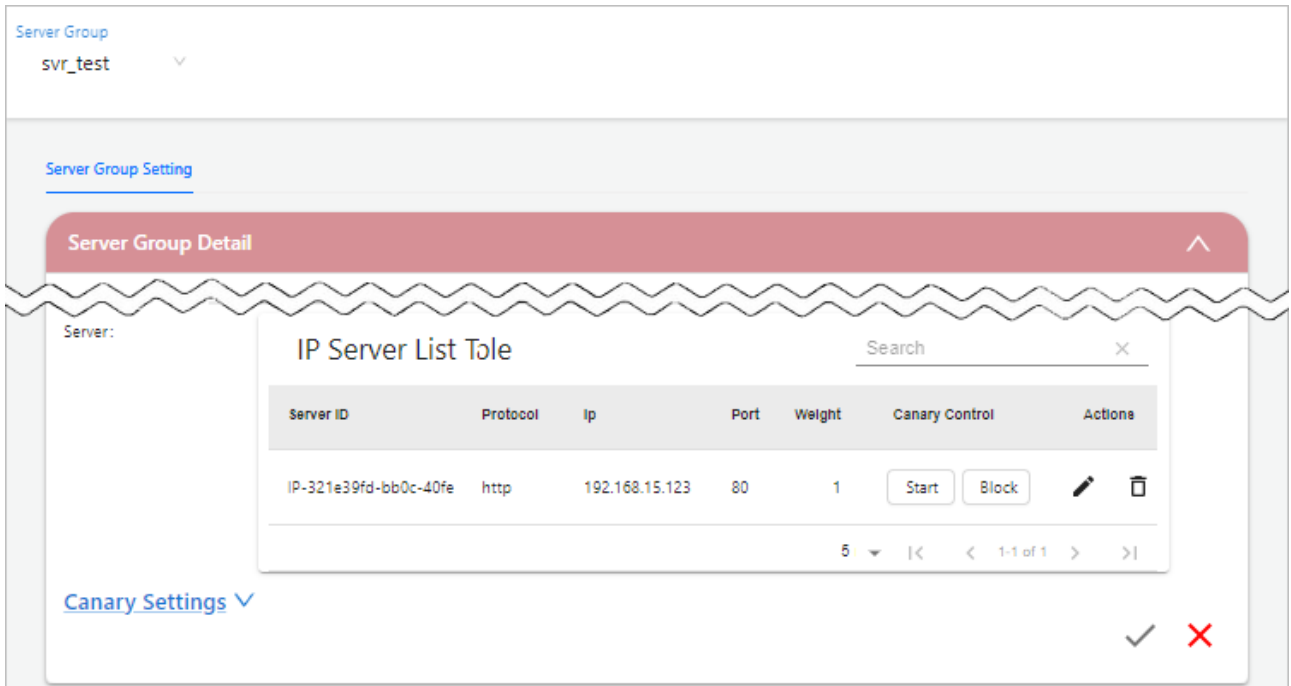 Server Group
svr_test
Server Group Setting
Server Group Detail
Server:
IP Server List Tole
Search
Server ID Protocol Ip Port Weight Canary Control Actions
IP-321e39fd-bb0c-40fe http 192.168.15.123 80 1 Start Block
5 1-1 of 1
Canary Settings